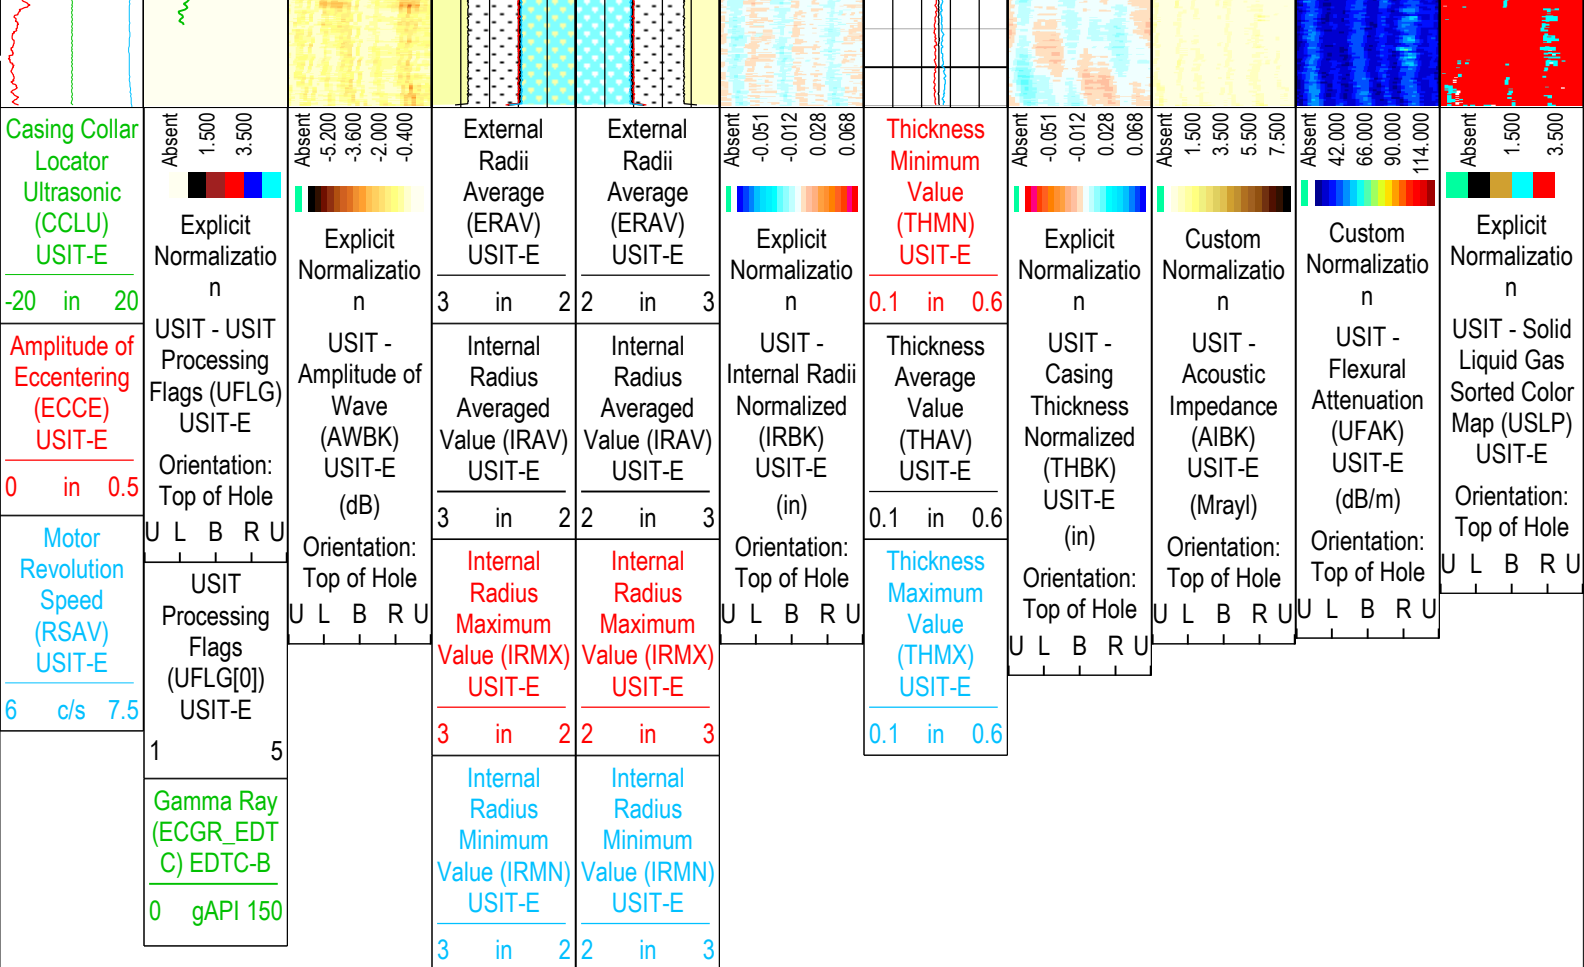 Casing Collar
Locator
Ultrasonic
(CCLU)
USIT-E
-20 in 20
Amplitude of
Eccentering
(ECCE)
USIT-E
0 in 0.5
Motor
Revolution
Speed
(RSAV)
USIT-E
6 c/s 7.5
Absent
1.500
3.500
Explicit
Normalizatio
n
USIT - USIT
Processing
Flags (UFLG)
USIT-E
Orientation:
Top of Hole
U L B R U
USIT
Processing
Flags
(UFLG[0])
USIT-E
1 5
Gamma Ray
(ECGR_EDT
C) EDTC-B
0 gAPI 150
Absent
-5.200
-3.600
-2.000
-0.400
Explicit
Normalizatio
n
USIT -
Amplitude of
Wave
(AWBK)
USIT-E
(dB)
Orientation:
Top of Hole
U L B R U
External
Radii
Average
(ERAV)
USIT-E
3 in 2
Internal
Radius
Averaged
Value (IRAV)
USIT-E
3 in 2
Internal
Radius
Maximum
Value (IRMX)
USIT-E
3 in 2
Internal
Radius
Minimum
Value (IRMN)
USIT-E
3 in 2
External
Radii
Average
(ERAV)
USIT-E
2 in 3
Internal
Radius
Averaged
Value (IRAV)
USIT-E
2 in 3
Internal
Radius
Maximum
Value (IRMX)
USIT-E
2 in 3
Internal
Radius
Minimum
Value (IRMN)
USIT-E
2 in 3
Absent
-0.051
-0.012
0.028
0.068
Explicit
Normalizatio
n
USIT -
Internal Radii
Normalized
(IRBK)
USIT-E
(in)
Orientation:
Top of Hole
U L B R U
Thickness
Minimum
Value
(THMN)
USIT-E
0.1 in 0.6
Thickness
Average
Value
(THAV)
USIT-E
0.1 in 0.6
Thickness
Maximum
Value
(THMX)
USIT-E
0.1 in 0.6
Absent
-0.051
-0.012
0.028
0.068
Explicit
Normalizatio
n
USIT -
Casing
Thickness
Normalized
(THBK)
USIT-E
(in)
Orientation:
Top of Hole
U L B R U
Absent
1.500
3.500
5.500
7.500
Custom
Normalizatio
n
USIT -
Acoustic
Impedance
(AIBK)
USIT-E
(Mrayl)
Orientation:
Top of Hole
U L B R U
Absent
42.000
66.000
90.000
114.000
Custom
Normalizatio
n
USIT -
Flexural
Attenuation
(UFAK)
USIT-E
(dB/m)
Orientation:
Top of Hole
U L B R U
Absent
1.500
3.500
Explicit
Normalizatio
n
USIT - Solid
Liquid Gas
Sorted Color
Map (USLP)
USIT-E
Orientation:
Top of Hole
U L B R U